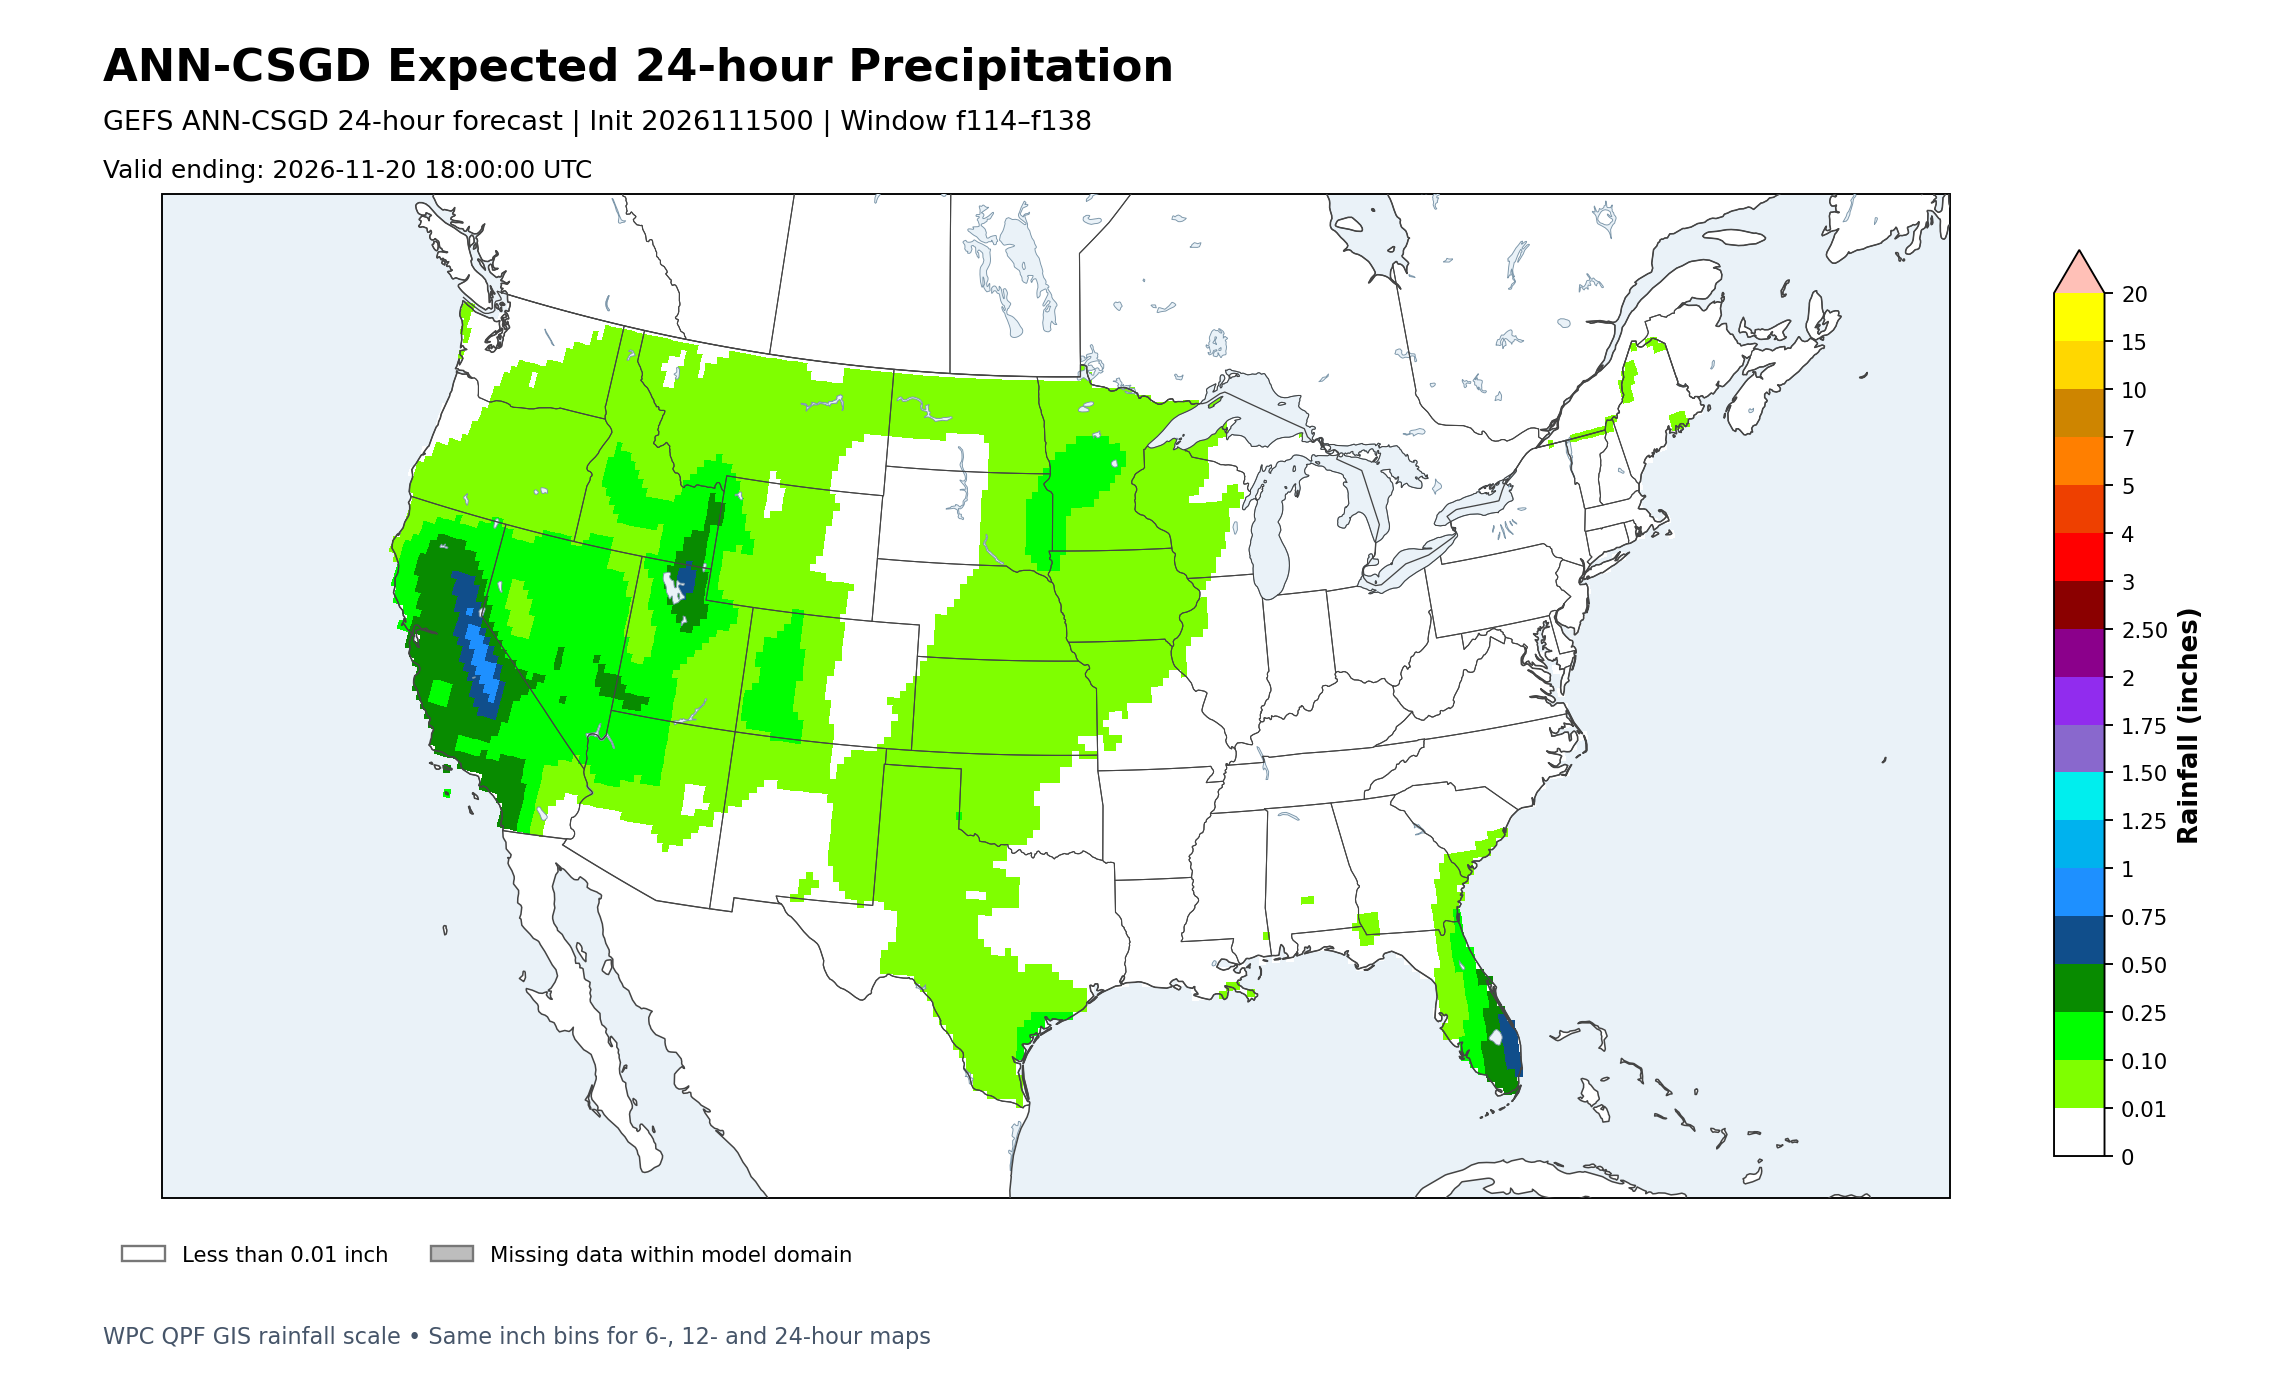 ANN-CSGD Expected 24-hour Precipitation
GEFS ANN-CSGD 24-hour forecast | Init 2026111500 | Window f114–f138
Valid ending: 2026-11-20 18:00:00 UTC
20
15
10
7
5
4
3
2.50
2
1.75
1.50
1.25
1
0.75
0.50
0.25
0.10
0.01
0
Rainfall (inches)
Less than 0.01 inch
Missing data within model domain
WPC QPF GIS rainfall scale • Same inch bins for 6-, 12- and 24-hour maps